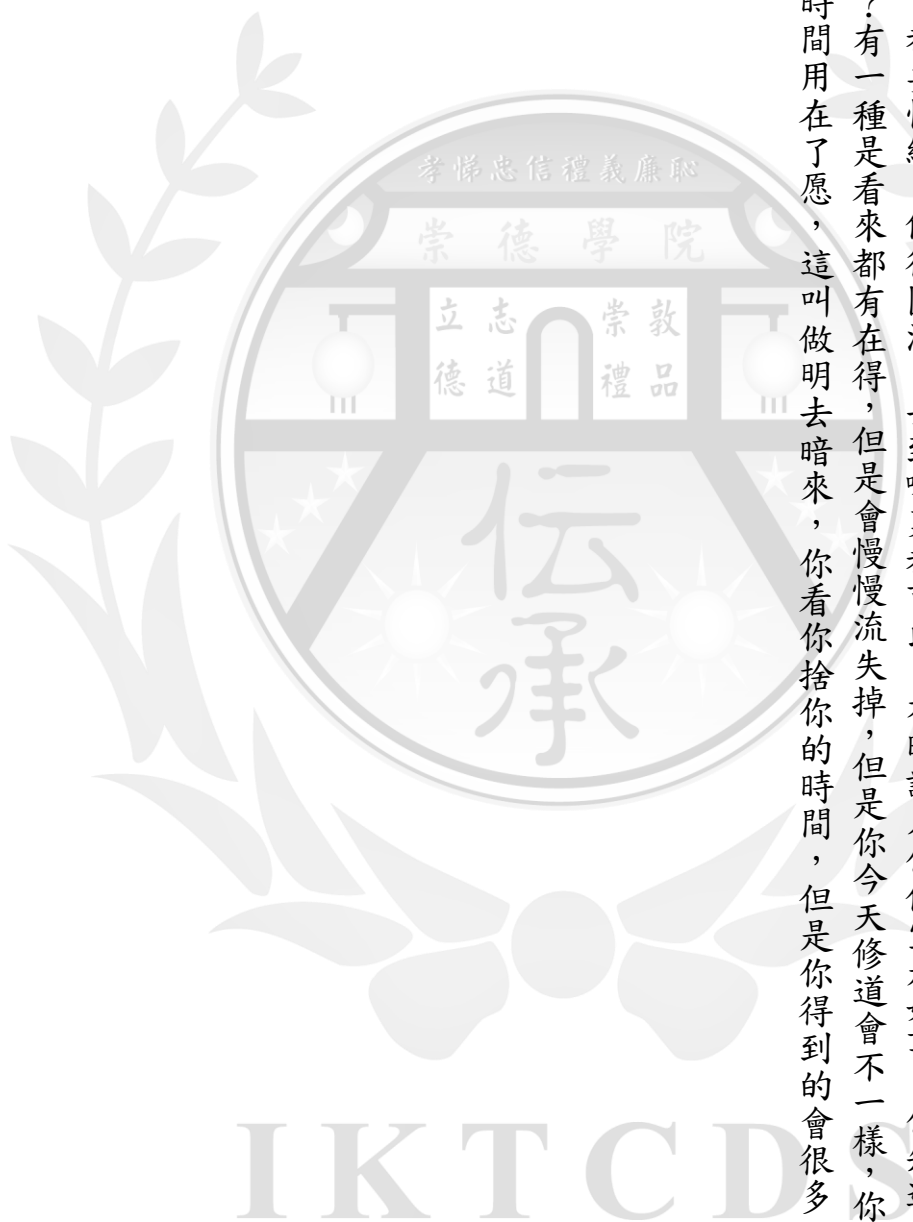 ？有一種是看來都有在得，但是會慢慢流失掉，但是你今天修道會不一樣，你
時間用在了愿，這叫做明去暗來，你看你捨你的時間，但是你得到的會很多
孝悌忠信禮義廉恥
崇德學院
立志 崇敦
德道 禮品
伝承
IKTCDS